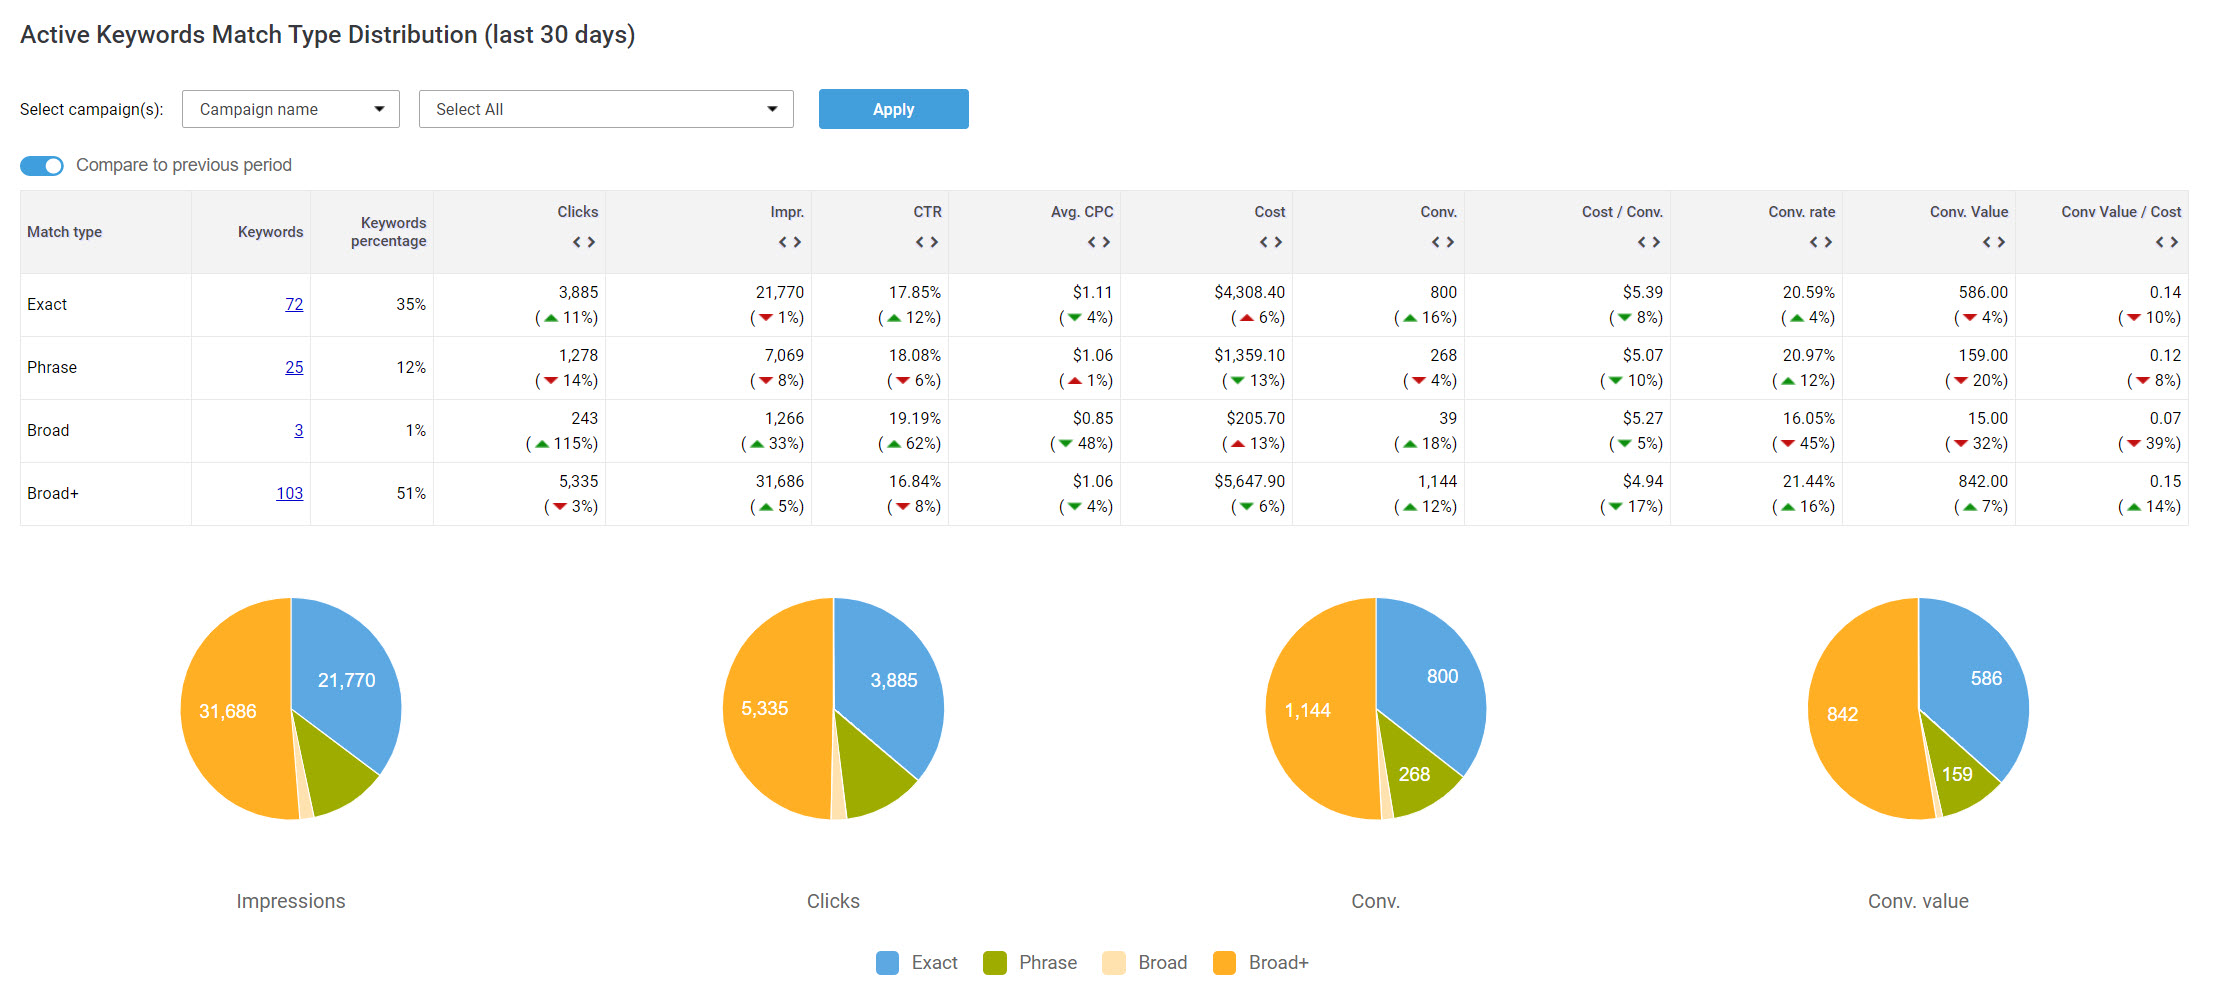 Active Keywords Match Type Distribution (last 30 days)
Select campaign(s): Campaign name Select All Apply
Compare to previous period
Match type Keywords Keywords percentage Clicks Impr. CTR Avg. CPC Cost Conv. Cost / Conv. Conv. rate Conv. Value Conv Value / Cost
Exact 72 35% 3,885 21,770 17.85% $1.11 $4,308.40 800 $5.39 20.59% 586.00 0.14
(▲ 11%) (▼ 1%) (▲ 12%) (▼ 4%) (▲ 6%) (▲ 16%) (▼ 8%) (▲ 4%) (▼ 4%) (▼ 10%)
Phrase 25 12% 1,278 7,069 18.08% $1.06 $1,359.10 268 $5.07 20.97% 159.00 0.12
(▼ 14%) (▼ 8%) (▼ 6%) (▲ 1%) (▼ 13%) (▼ 4%) (▼ 10%) (▲ 12%) (▼ 20%) (▼ 8%)
Broad 3 1% 243 1,266 19.19% $0.85 $205.70 39 $5.27 16.05% 15.00 0.07
(▲ 115%) (▲ 33%) (▲ 62%) (▼ 48%) (▲ 13%) (▲ 18%) (▼ 5%) (▼ 45%) (▼ 32%) (▼ 39%)
Broad+ 103 51% 5,335 31,686 16.84% $1.06 $5,647.90 1,144 $4.94 21.44% 842.00 0.15
(▼ 3%) (▲ 5%) (▼ 8%) (▼ 4%) (▼ 6%) (▲ 12%) (▼ 17%) (▲ 16%) (▲ 7%) (▲ 14%)
21,770
31,686
Impressions
3,885
5,335
Clicks
800
1,144
268
Conv.
586
842
159
Conv. value
Exact Phrase Broad Broad+